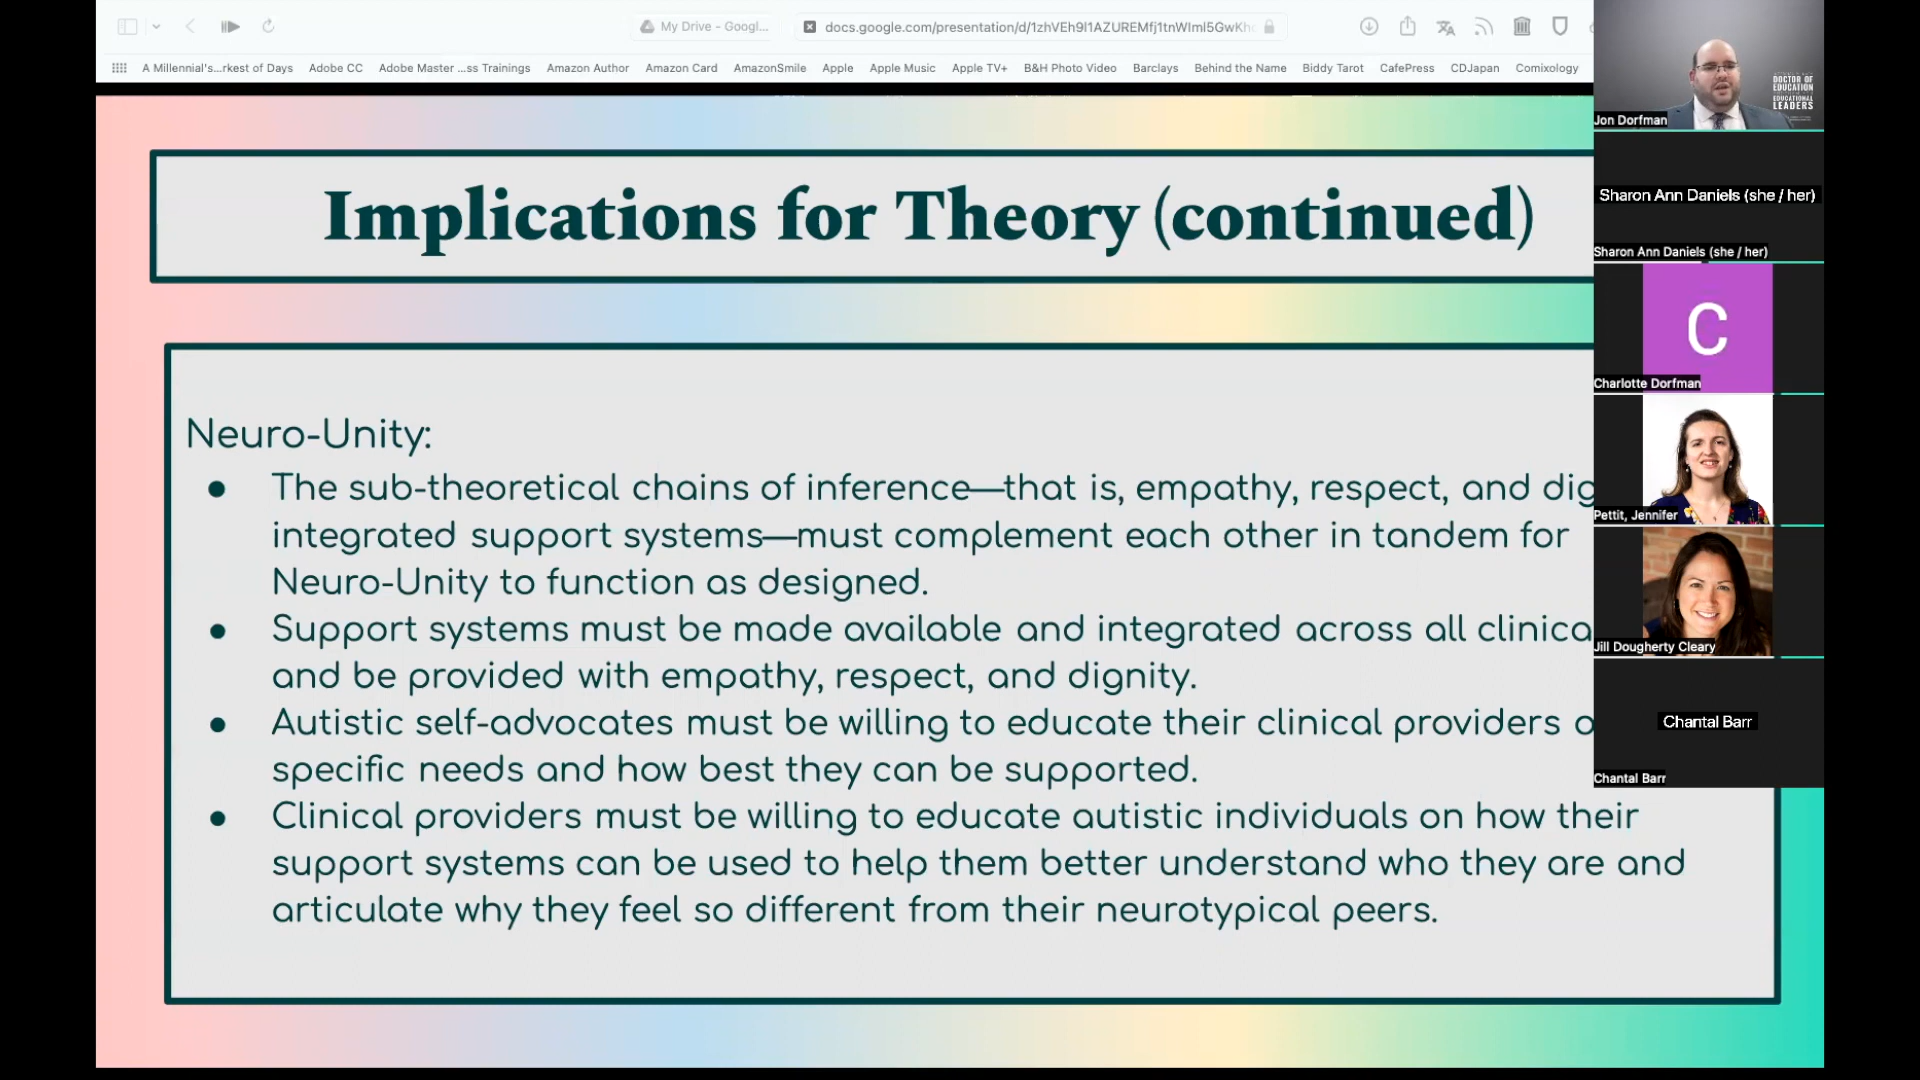 My Drive - Googl...
docs.google.com/presentation/d/1zhVEh9l1AZUREMfj1tnWIml5GwKh
A Millennial's...rkest of Days Adobe CC Adobe Master ...ss Trainings Amazon Author Amazon Card AmazonSmile Apple Apple Music Apple TV+ B&H Photo Video Barclays Behind the Name Biddy Tarot CafePress CDJapan Comixology
Implications for Theory (continued)
Neuro-Unity:
● The sub-theoretical chains of inference—that is, empathy, respect, and dig
integrated support systems—must complement each other in tandem for
Neuro-Unity to function as designed.
● Support systems must be made available and integrated across all clinica
and be provided with empathy, respect, and dignity.
● Autistic self-advocates must be willing to educate their clinical providers o
specific needs and how best they can be supported.
● Clinical providers must be willing to educate autistic individuals on how their
support systems can be used to help them better understand who they are and
articulate why they feel so different from their neurotypical peers.
DOCTOR OF
EDUCATION
EDUCATIONAL
LEADERS
Jon Dorfman
Sharon Ann Daniels (she / her)
Sharon Ann Daniels (she / her)
C
Charlotte Dorfman
Pettit, Jennifer
Jill Dougherty Cleary
Chantal Barr
Chantal Barr